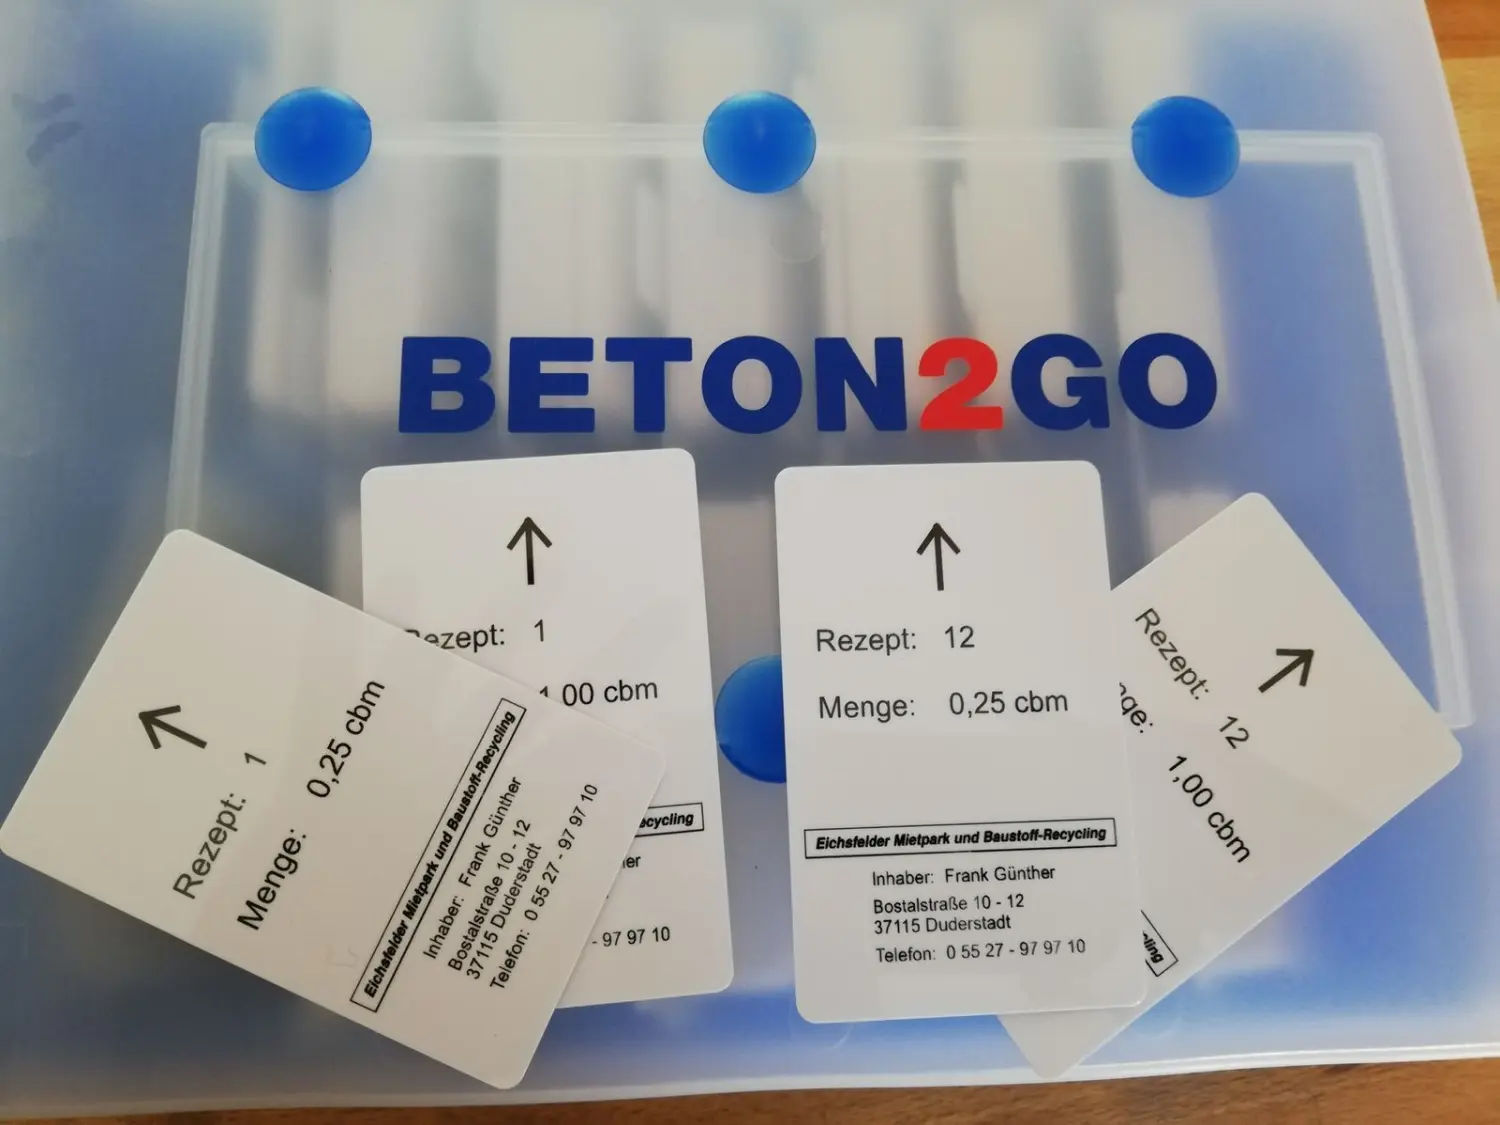 BETON2GO
Rezept: 1
Menge: 0,25 cbm
Eichsfelder Mietpark und Baustoff-Recycling
Inhaber: Frank Günther
Bostalstraße 10 - 12
37115 Duderstadt
Telefon: 0 55 27 - 97 97 10
Rezept: 1
1,00 cbm
- 97 97 10
Rezept: 12
Menge: 0,25 cbm
Eichsfelder Mietpark und Baustoff-Recycling
Inhaber: Frank Günther
Bostalstraße 10 - 12
37115 Duderstadt
Telefon: 0 55 27 - 97 97 10
Rezept: 12
1,00 cbm